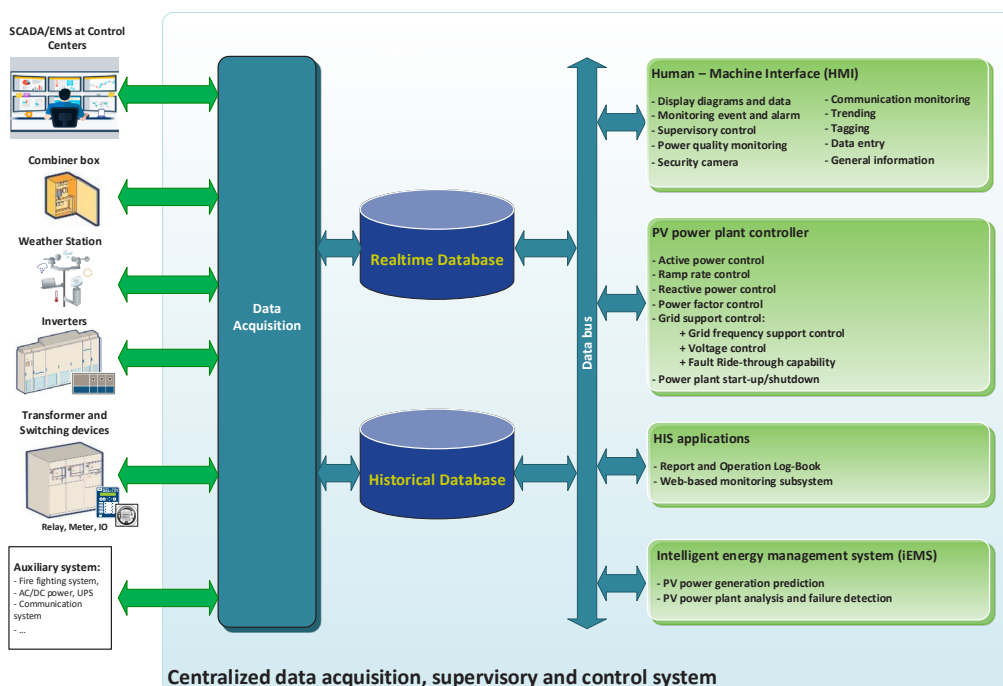 SCADA/EMS at Control
Centers
Combiner box
Weather Station
Inverters
Transformer and
Switching devices
Relay, Meter, IO
Auxiliary system:
- Fire fighting system,
- AC/DC power, UPS
- Communication
system
- ...
Data
Acquisition
Realtime Database
Historical Database
Data bus
Human – Machine Interface (HMI)
- Display diagrams and data
- Monitoring event and alarm
- Supervisory control
- Power quality monitoring
- Security camera
- Communication monitoring
- Trending
- Tagging
- Data entry
- General information
PV power plant controller
- Active power control
- Ramp rate control
- Reactive power control
- Power factor control
- Grid support control:
+ Grid frequency support control
+ Voltage control
+ Fault Ride-through capability
- Power plant start-up/shutdown
HIS applications
- Report and Operation Log-Book
- Web-based monitoring subsystem
Intelligent energy management system (iEMS)
- PV power generation prediction
- PV power plant analysis and failure detection
Centralized data acquisition, supervisory and control system